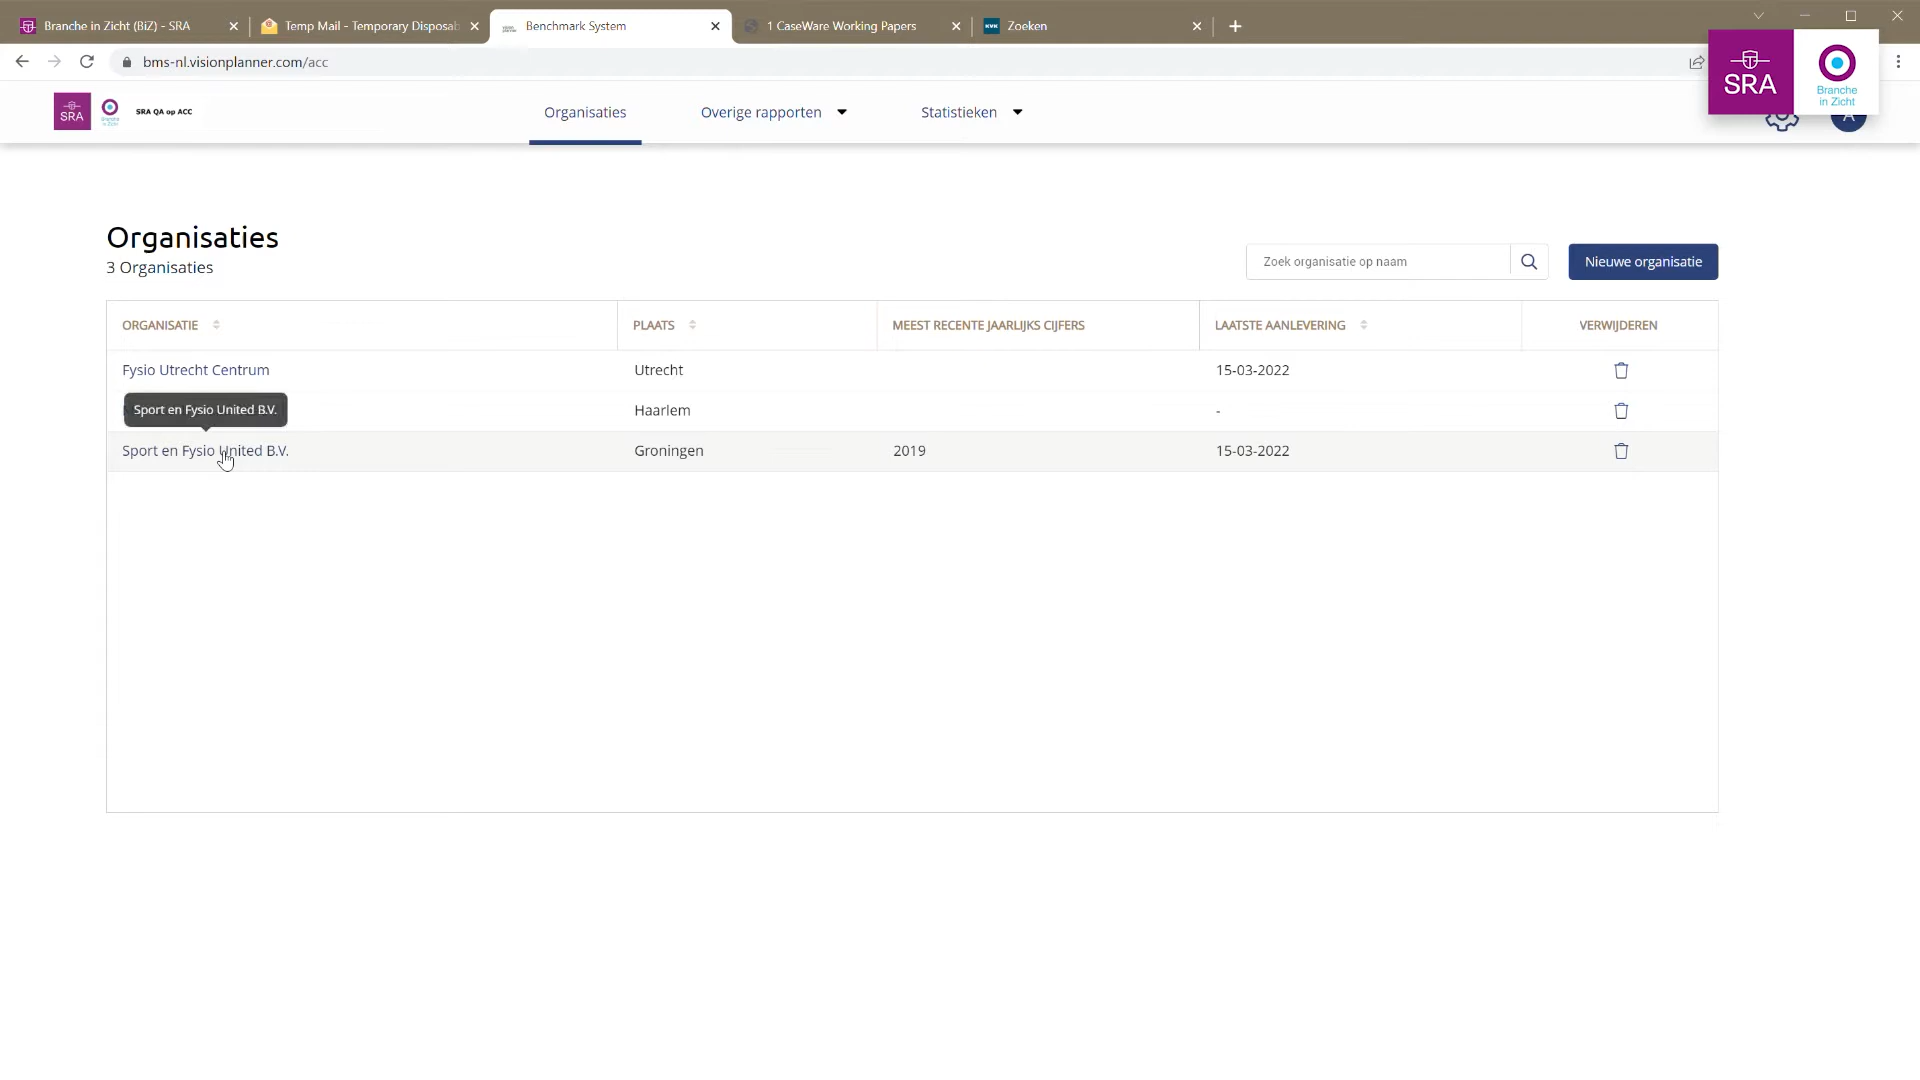 Branche in Zicht (BiZ) - SRA
Temp Mail - Temporary Disposab
Benchmark System
1 CaseWare Working Papers
KVK Zoeken
bms-nl.visionplanner.com/acc
SRA
SRA QA op ACC
Organisaties
Overige rapporten
Statistieken
SRA
Branche
in Zicht
A
Organisaties
3 Organisaties
Zoek organisatie op naam
Nieuwe organisatie
ORGANISATIE PLAATS MEEST RECENTE JAARLIJKS CIJFERS LAATSTE AANLEVERING VERWIJDEREN
Fysio Utrecht Centrum Utrecht 15-03-2022
Sport en Fysio United B.V. Haarlem -
Sport en Fysio United B.V. Groningen 2019 15-03-2022